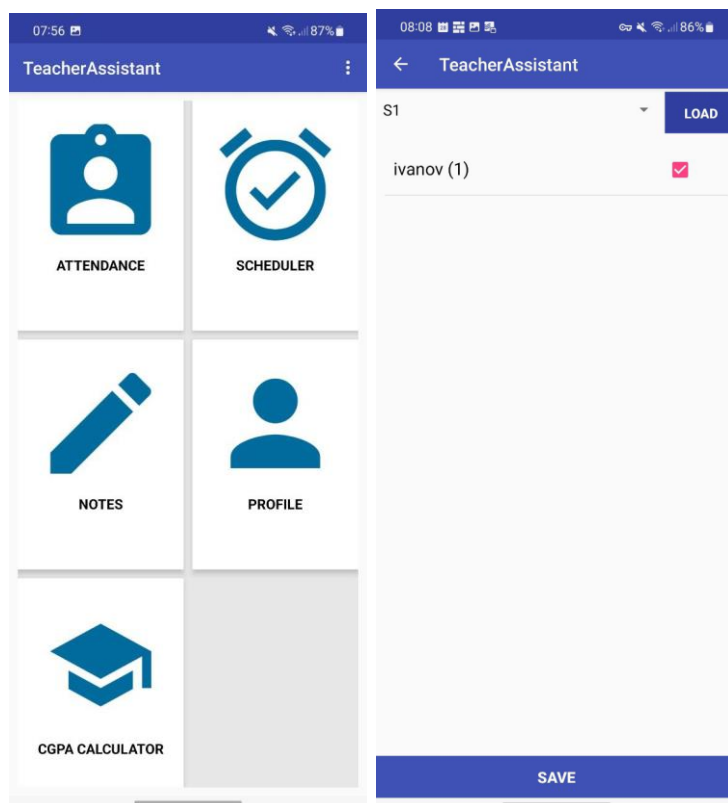 07:56 87%
TeacherAssistant
ATTENDANCE SCHEDULER
NOTES PROFILE
CGPA CALCULATOR
08:08 86%
TeacherAssistant
S1 LOAD
ivanov (1)
SAVE